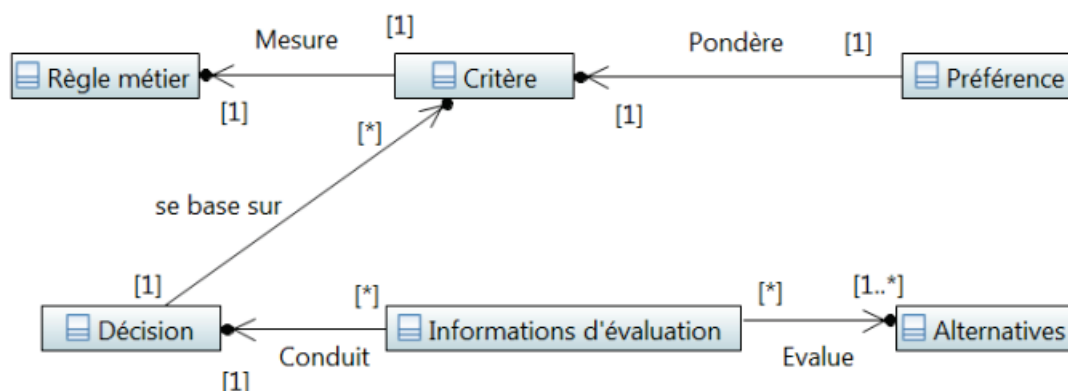 Mesure [1] Pondère [1]
Règle métier Critère Préférence
[1] [*] [1]
se base sur
[1] [*] [*] [1..*]
Décision Informations d'évaluation Alternatives
Conduit Evalue
[1]